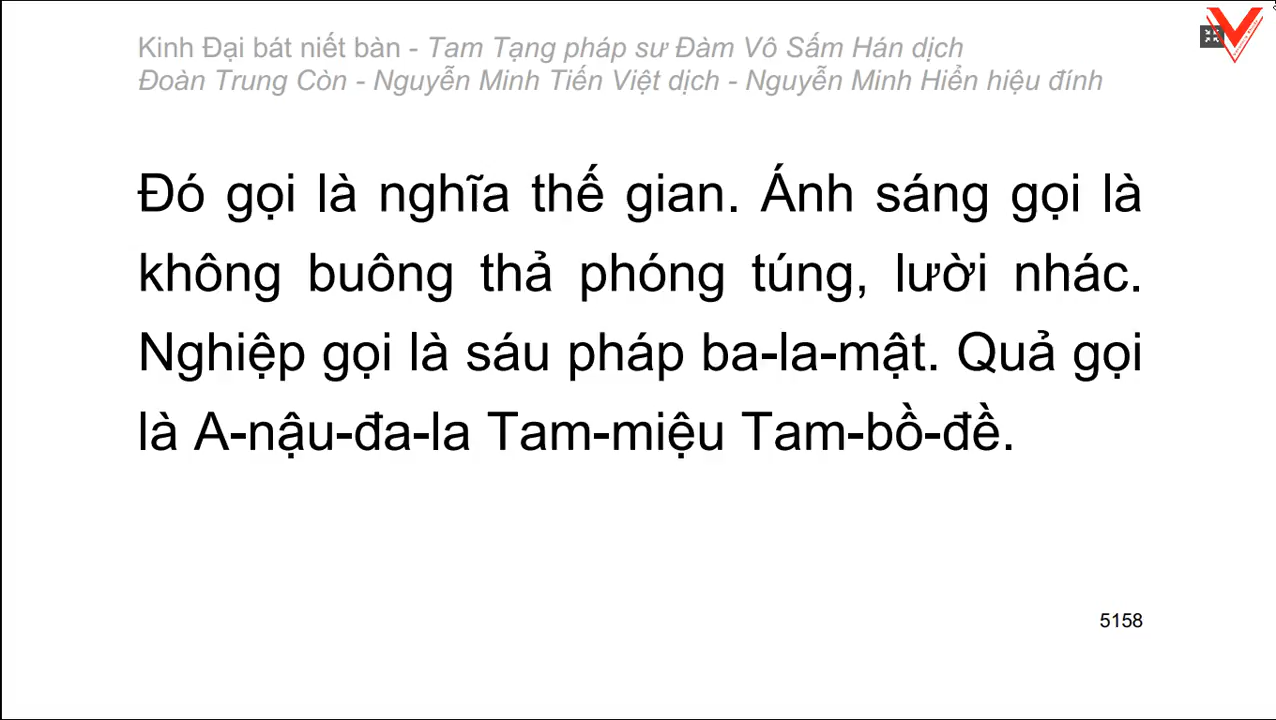 Kinh Đại bát niết bàn - Tam Tạng pháp sư Đàm Vô Sấm Hán dịch
Đoàn Trung Còn - Nguyễn Minh Tiến Việt dịch - Nguyễn Minh Hiển hiệu đính
Đó gọi là nghĩa thế gian. Ánh sáng gọi là
không buông thả phóng túng, lười nhác.
Nghiệp gọi là sáu pháp ba-la-mật. Quả gọi
là A-nậu-đa-la Tam-miệu Tam-bồ-đề.
5158